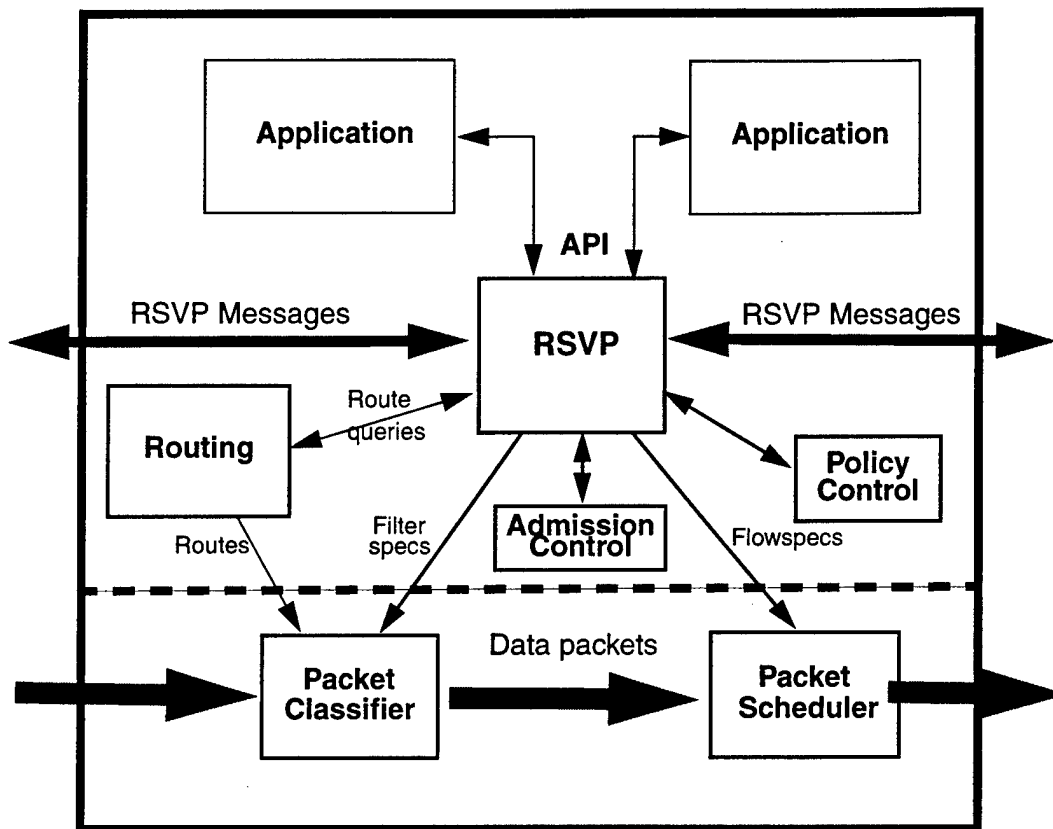 Application
Application
API
RSVP Messages
RSVP Messages
RSVP
Route
queries
Routing
Policy
Control
Filter
specs
Admission
Control
Flowspecs
Routes
Data packets
Packet
Classifier
Packet
Scheduler